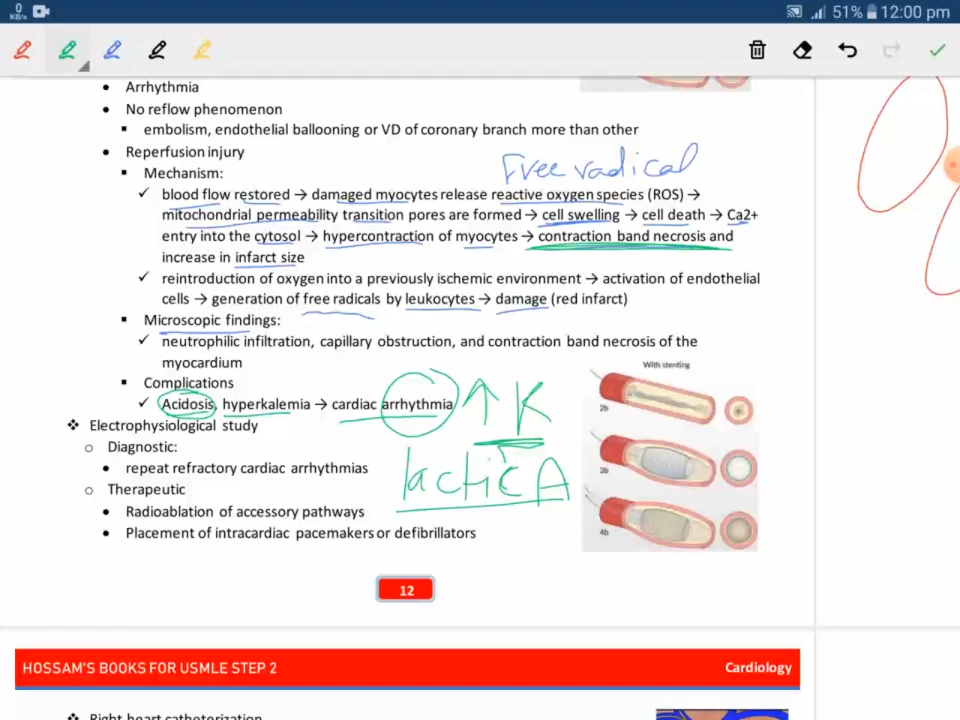 0
KB/s
51% 12:00 pm
• Arrhythmia
• No reflow phenomenon
▪ embolism, endothelial ballooning or VD of coronary branch more than other
• Reperfusion injury
Free radical
▪ Mechanism:
✓ blood flow restored → damaged myocytes release reactive oxygen species (ROS) →
mitochondrial permeability transition pores are formed → cell swelling → cell death → Ca2+
entry into the cytosol → hypercontraction of myocytes → contraction band necrosis and
increase in infarct size
✓ reintroduction of oxygen into a previously ischemic environment → activation of endothelial
cells → generation of free radicals by leukocytes → damage (red infarct)
▪ Microscopic findings:
✓ neutrophilic infiltration, capillary obstruction, and contraction band necrosis of the
myocardium
With stenting
▪ Complications
✓ Acidosis, hyperkalemia → cardiac arrhythmia ↑ K
2b
❖ Electrophysiological study
o Diagnostic:
• repeat refractory cardiac arrhythmias
3b
lactic A
o Therapeutic
• Radioablation of accessory pathways
• Placement of intracardiac pacemakers or defibrillators
4b
12
HOSSAM'S BOOKS FOR USMLE STEP 2 Cardiology
❖ Right heart catheterization